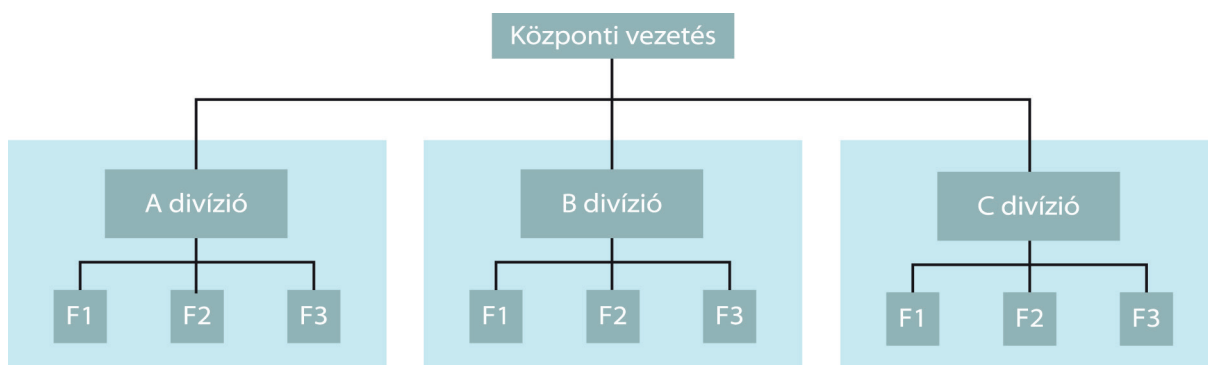 Központi vezetés
A divízió
B divízió
C divízió
F1
F2
F3
F1
F2
F3
F1
F2
F3